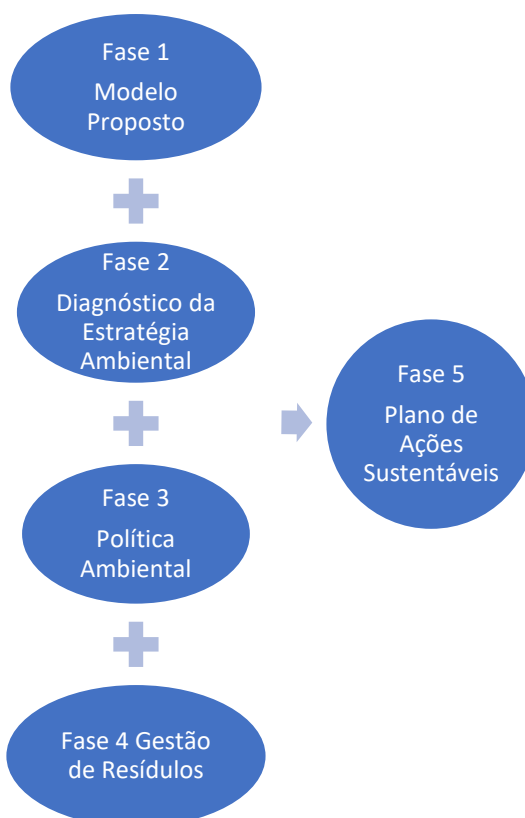 Fase 1
Modelo
Proposto
Fase 2
Diagnóstico da
Estratégia
Ambiental
Fase 3
Política
Ambiental
Fase 4 Gestão
de Resídulos
Fase 5
Plano de
Ações
Sustentáveis